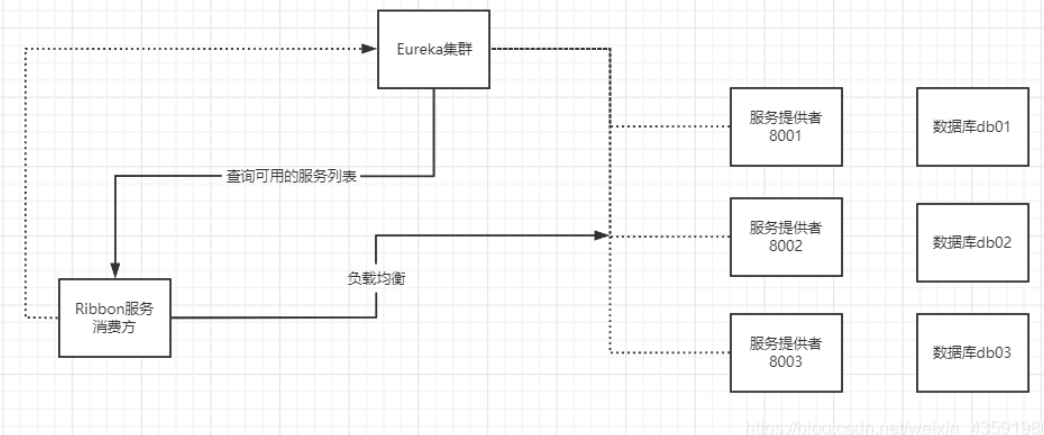 Eureka集群
服务提供者
8001
数据库db01
查询可用的服务列表
服务提供者
8002
数据库db02
负载均衡
Ribbon服务
消费方
服务提供者
8003
数据库db03
https://blog.csdn.net/weixin_4359198